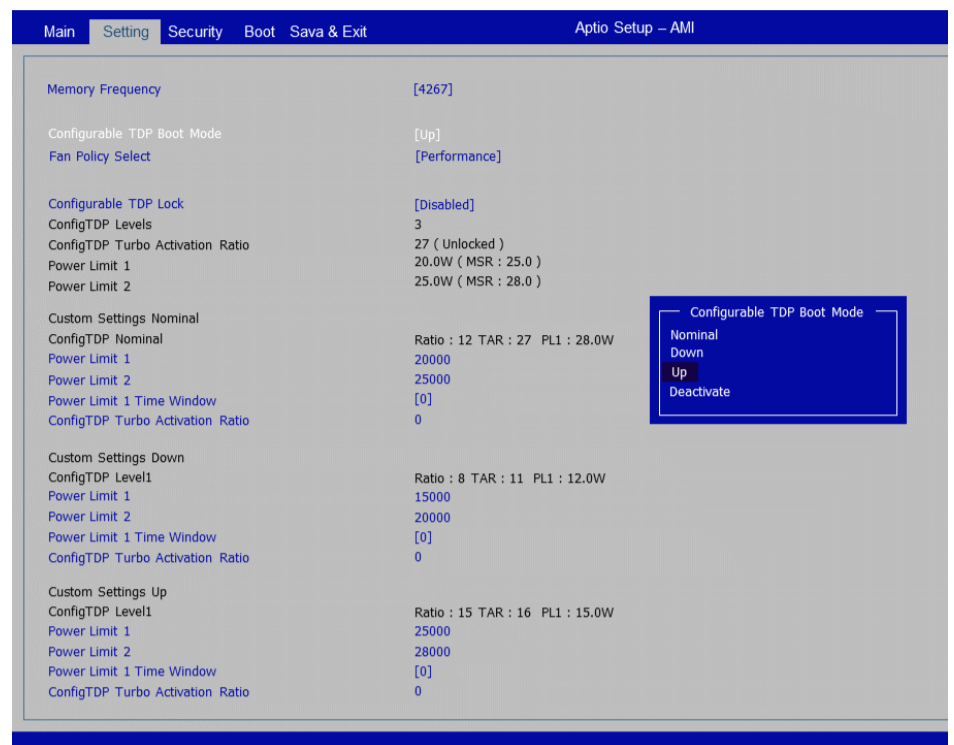 Main Setting Security Boot Sava & Exit Aptio Setup – AMI
Memory Frequency [4267]
Configurable TDP Boot Mode [Up]
Fan Policy Select [Performance]
Configurable TDP Lock [Disabled]
ConfigTDP Levels 3
ConfigTDP Turbo Activation Ratio 27 ( Unlocked )
Power Limit 1 20.0W ( MSR : 25.0 )
Power Limit 2 25.0W ( MSR : 28.0 )
Custom Settings Nominal
ConfigTDP Nominal Ratio : 12 TAR : 27 PL1 : 28.0W
Power Limit 1 20000
Power Limit 2 25000
Power Limit 1 Time Window [0]
ConfigTDP Turbo Activation Ratio 0
Custom Settings Down
ConfigTDP Level1 Ratio : 8 TAR : 11 PL1 : 12.0W
Power Limit 1 15000
Power Limit 2 20000
Power Limit 1 Time Window [0]
ConfigTDP Turbo Activation Ratio 0
Custom Settings Up
ConfigTDP Level1 Ratio : 15 TAR : 16 PL1 : 15.0W
Power Limit 1 25000
Power Limit 2 28000
Power Limit 1 Time Window [0]
ConfigTDP Turbo Activation Ratio 0
Configurable TDP Boot Mode
Nominal
Down
Up
Deactivate